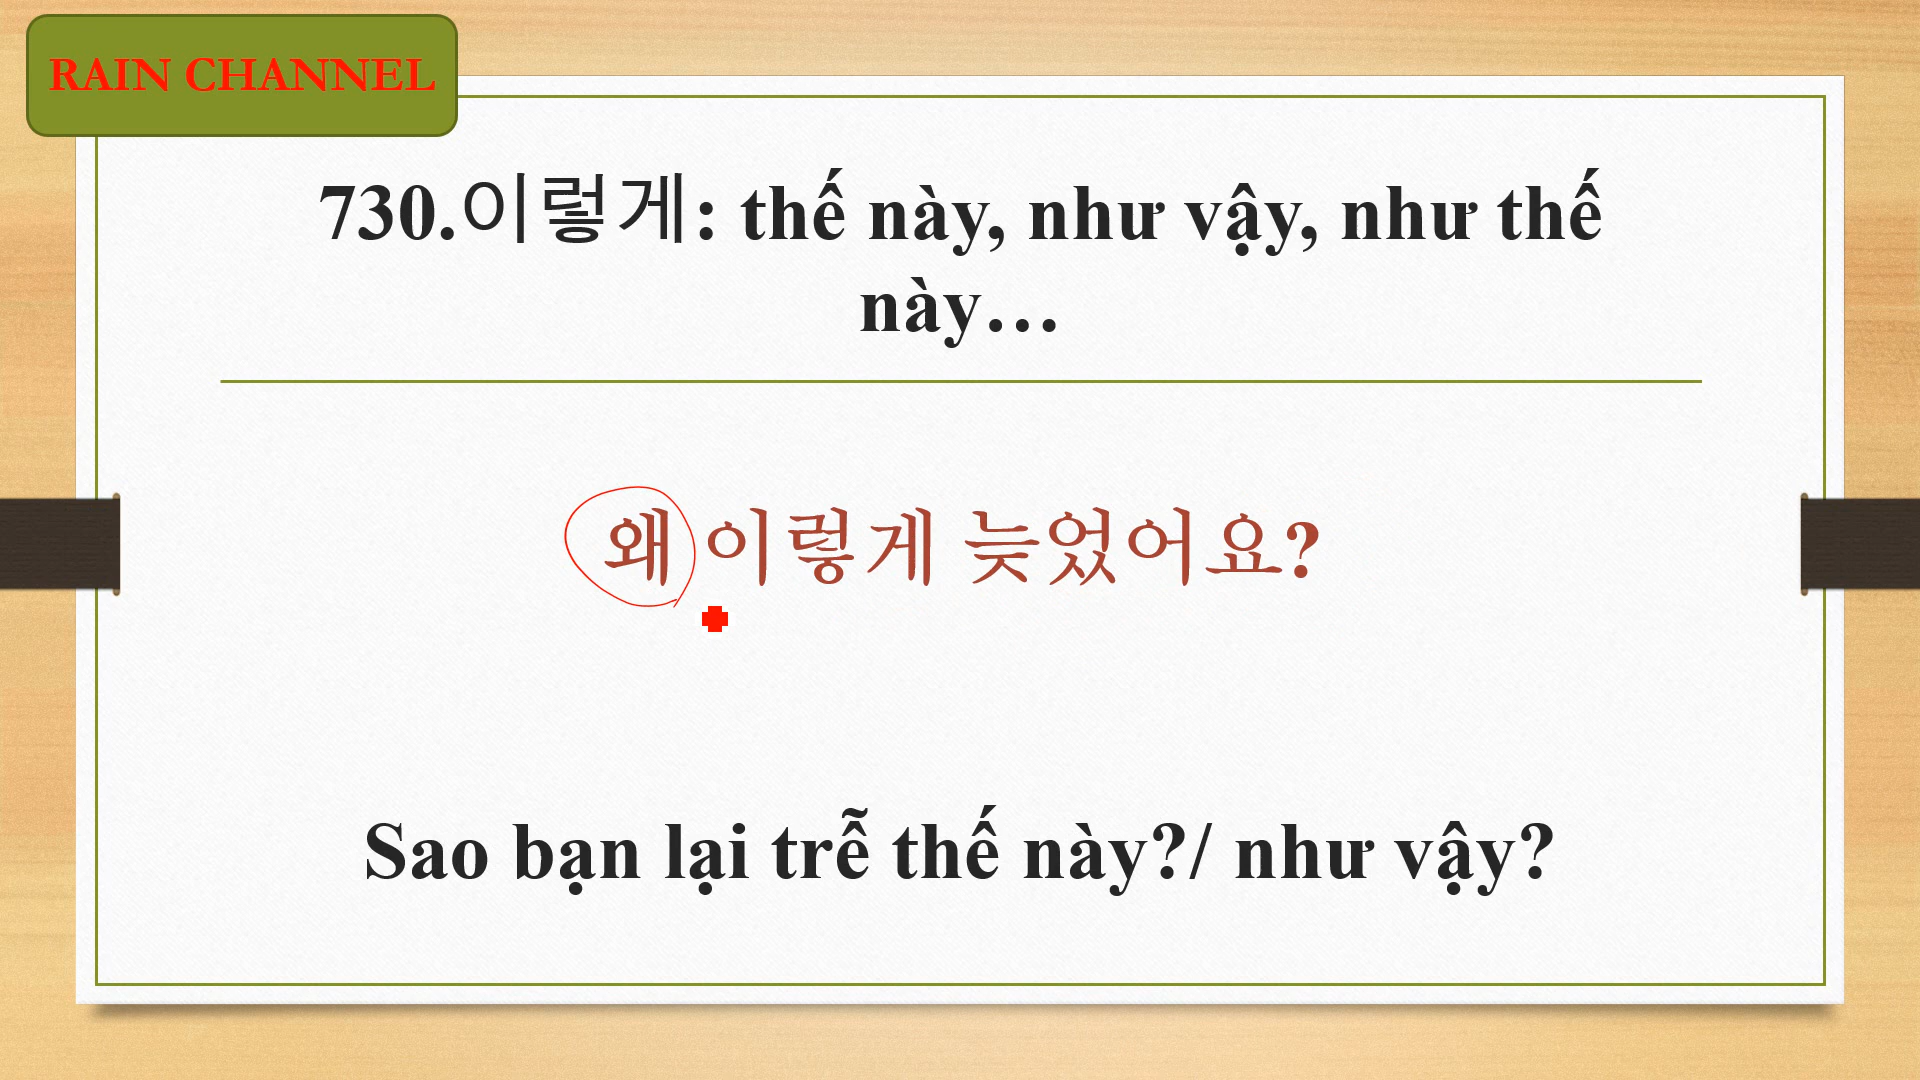 RAIN CHANNEL
730.이렇게: thế này, như vậy, như thế
này…
왜 이렇게 늦었어요?
Sao bạn lại trễ thế này?/ như vậy?